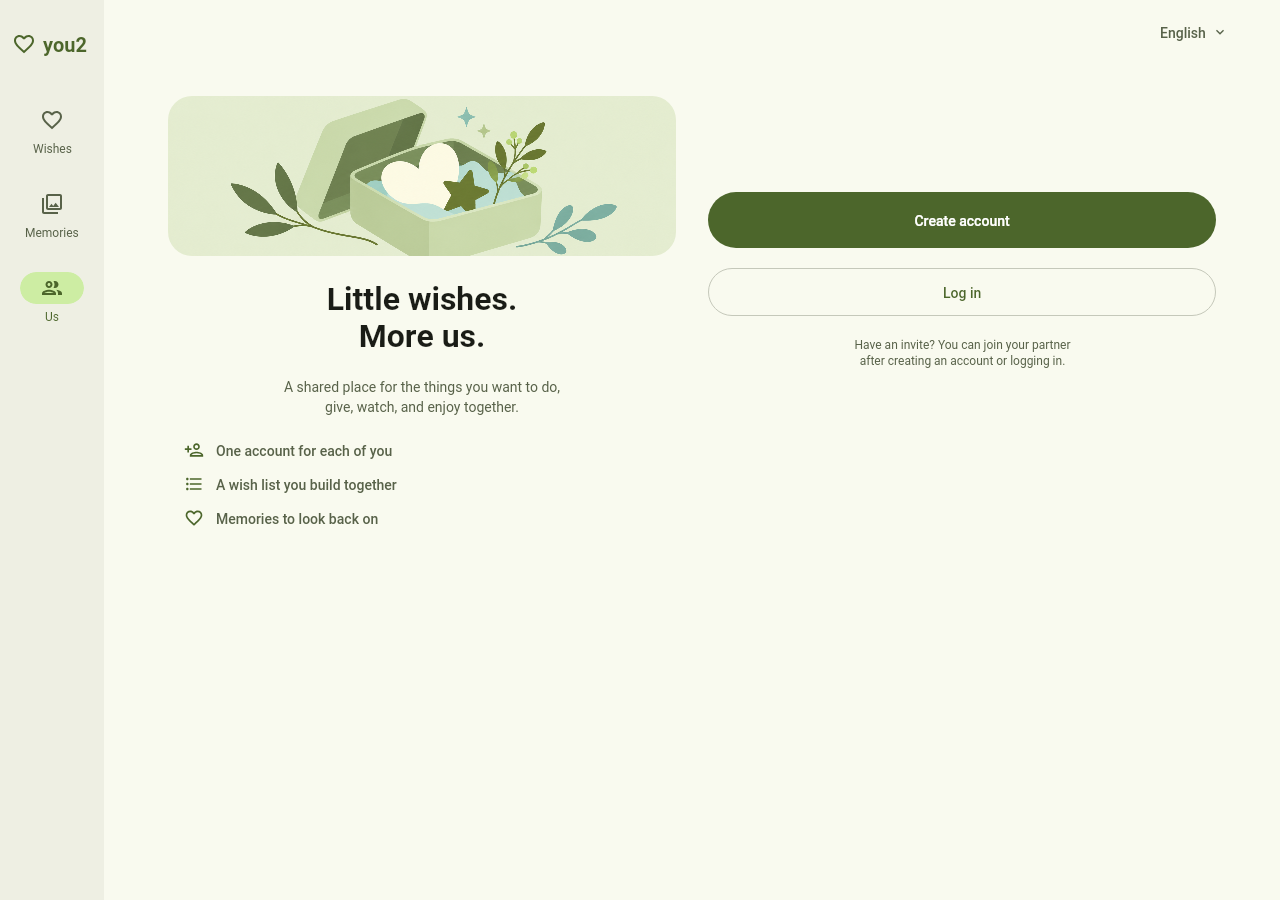 you2
Wishes
Memories
Us
English
Little wishes.
More us.
A shared place for the things you want to do,
give, watch, and enjoy together.
One account for each of you
A wish list you build together
Memories to look back on
Create account
Log in
Have an invite? You can join your partner
after creating an account or logging in.